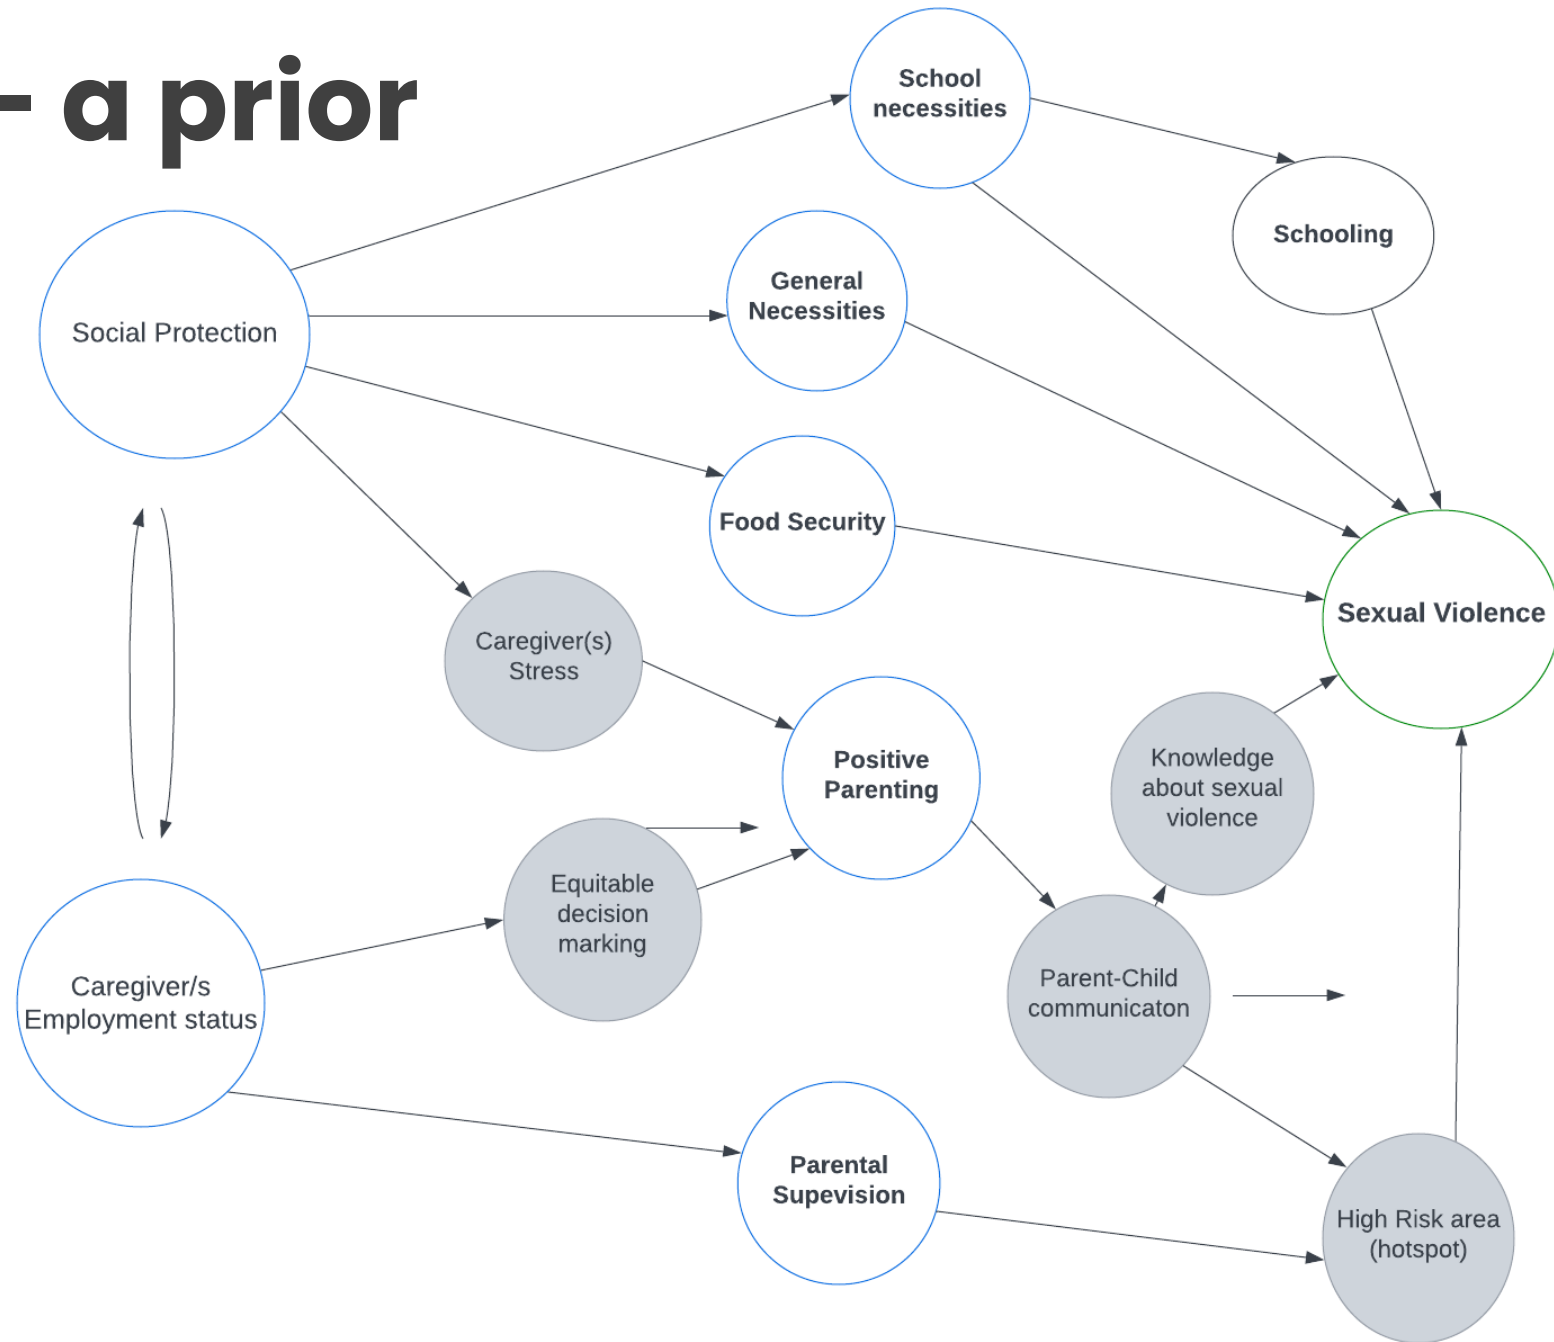 - a prior
School
necessities
Schooling
General
Necessities
Social Protection
Food Security
Sexual Violence
Caregiver(s)
Stress
Positive
Parenting
Knowledge
about sexual
violence
Equitable
decision
marking
Parent-Child
communicaton
Caregiver/s
Employment status
Parental
Supevision
High Risk area
(hotspot)